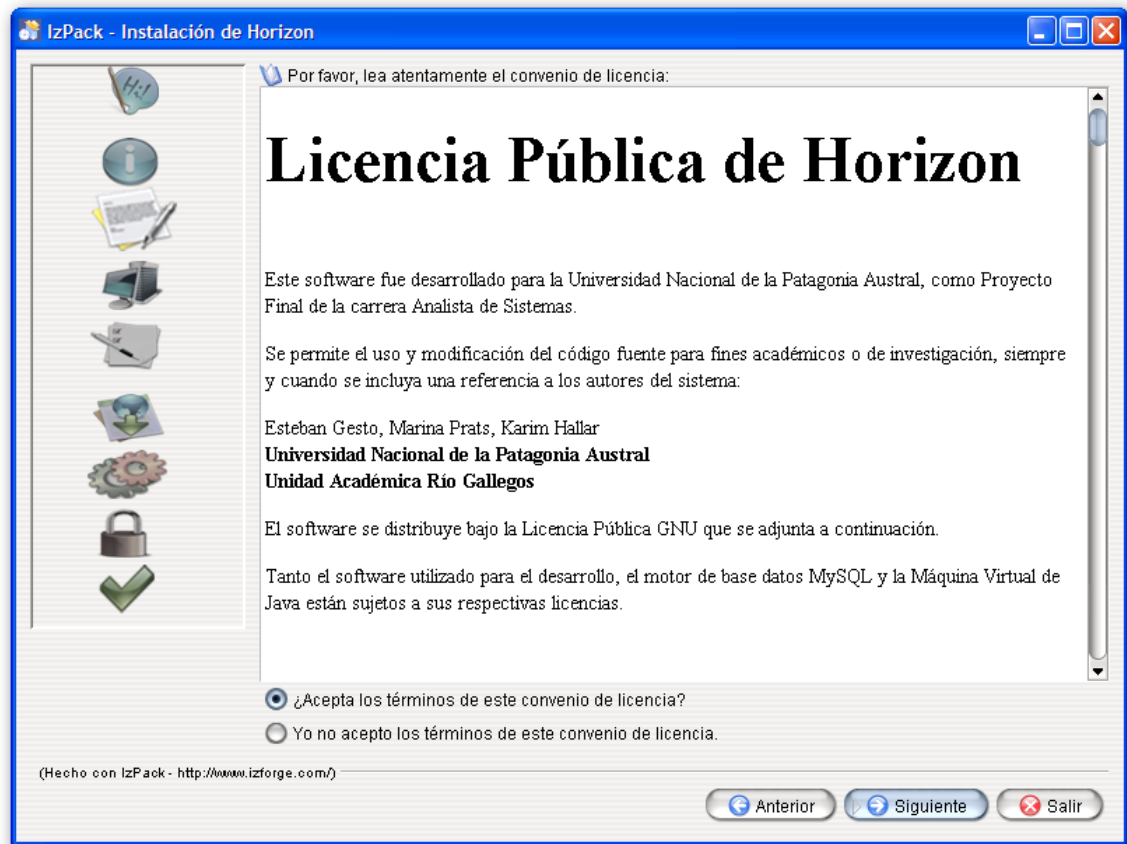 IzPack - Instalación de Horizon
Hi!
Por favor, lea atentamente el convenio de licencia:
Licencia Pública de Horizon
Este software fue desarrollado para la Universidad Nacional de la Patagonia Austral, como Proyecto
Final de la carrera Analista de Sistemas.
Se permite el uso y modificación del código fuente para fines académicos o de investigación, siempre
y cuando se incluya una referencia a los autores del sistema:
Esteban Gesto, Marina Prats, Karim Hallar
Universidad Nacional de la Patagonia Austral
Unidad Académica Río Gallegos
El software se distribuye bajo la Licencia Pública GNU que se adjunta a continuación.
Tanto el software utilizado para el desarrollo, el motor de base datos MySQL y la Máquina Virtual de
Java están sujetos a sus respectivas licencias.
¿Acepta los términos de este convenio de licencia?
Yo no acepto los términos de este convenio de licencia.
(Hecho con IzPack - http://www.izforge.com/)
Anterior
Siguiente
Salir